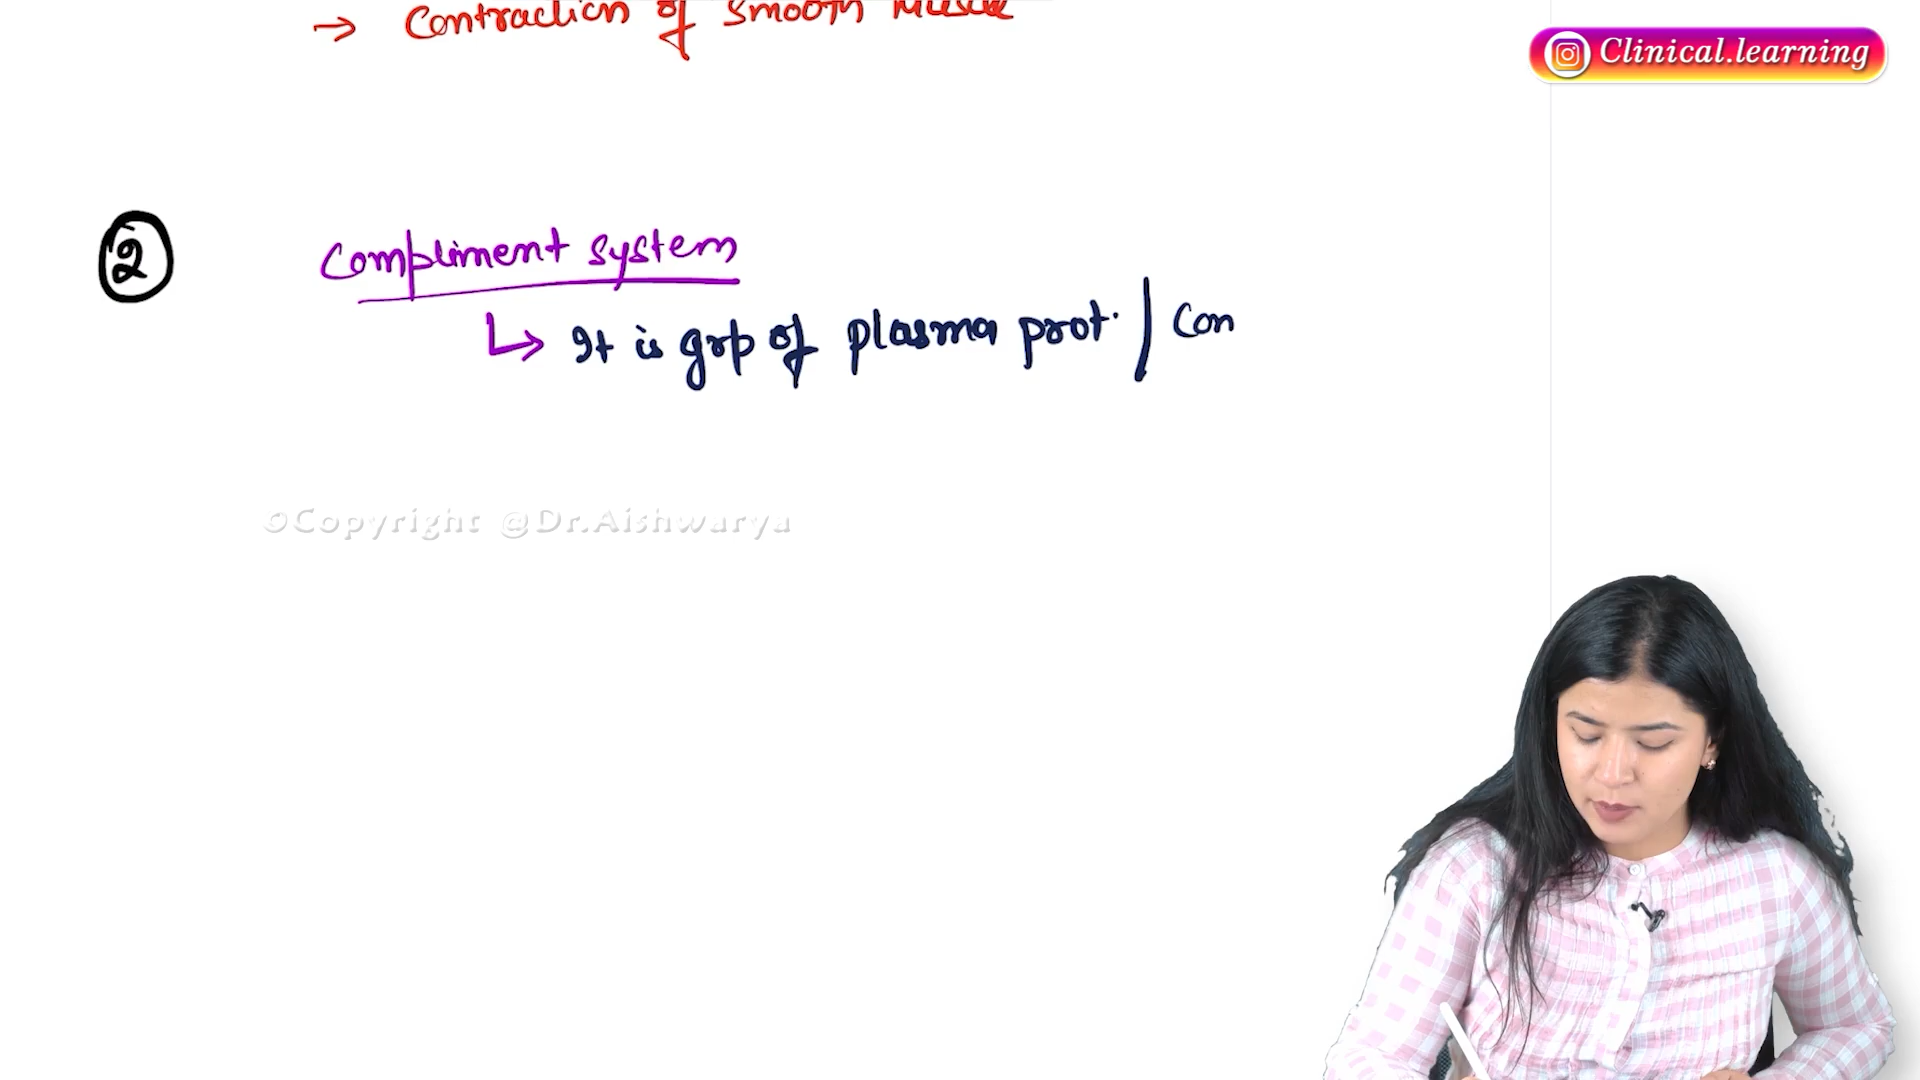 → Contraction of Smooth Muscle
Clinical.learning
2 Compliment system
↳ It is grp of plasma prot. / Con
©Copyright @Dr.Aishwarya